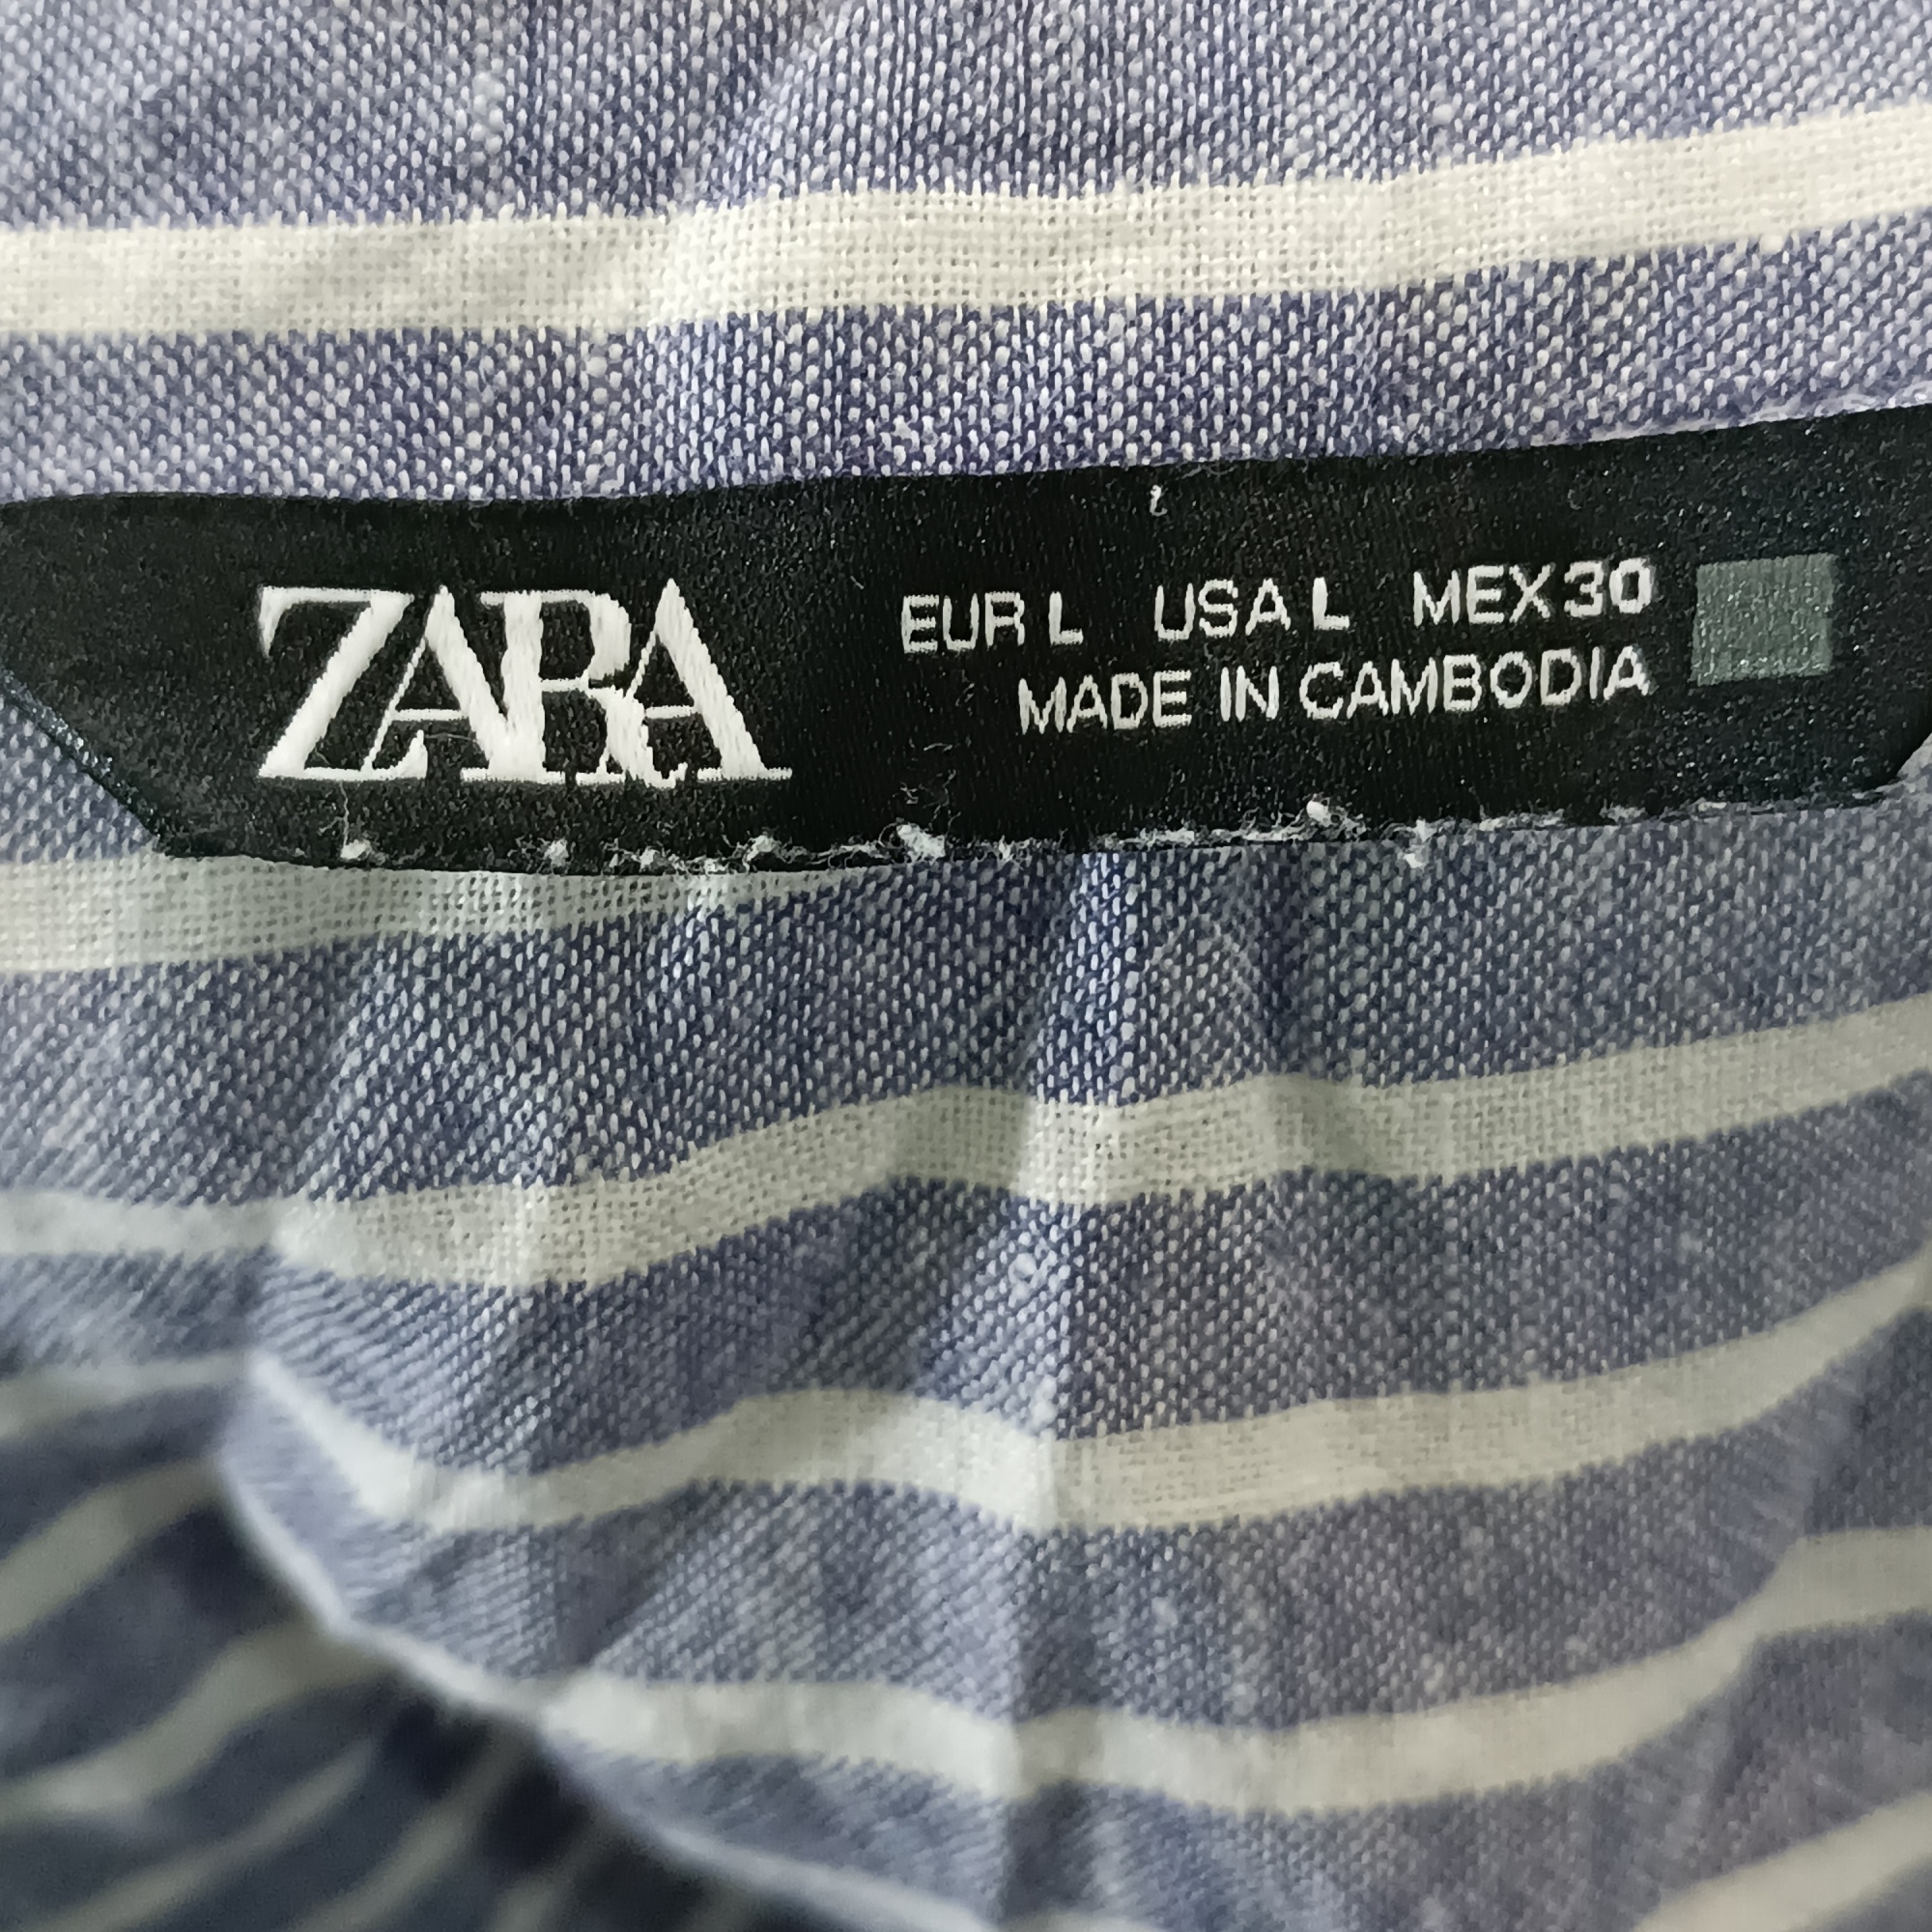 ZARA
EUR L USA L MEX 30
MADE IN CAMBODIA